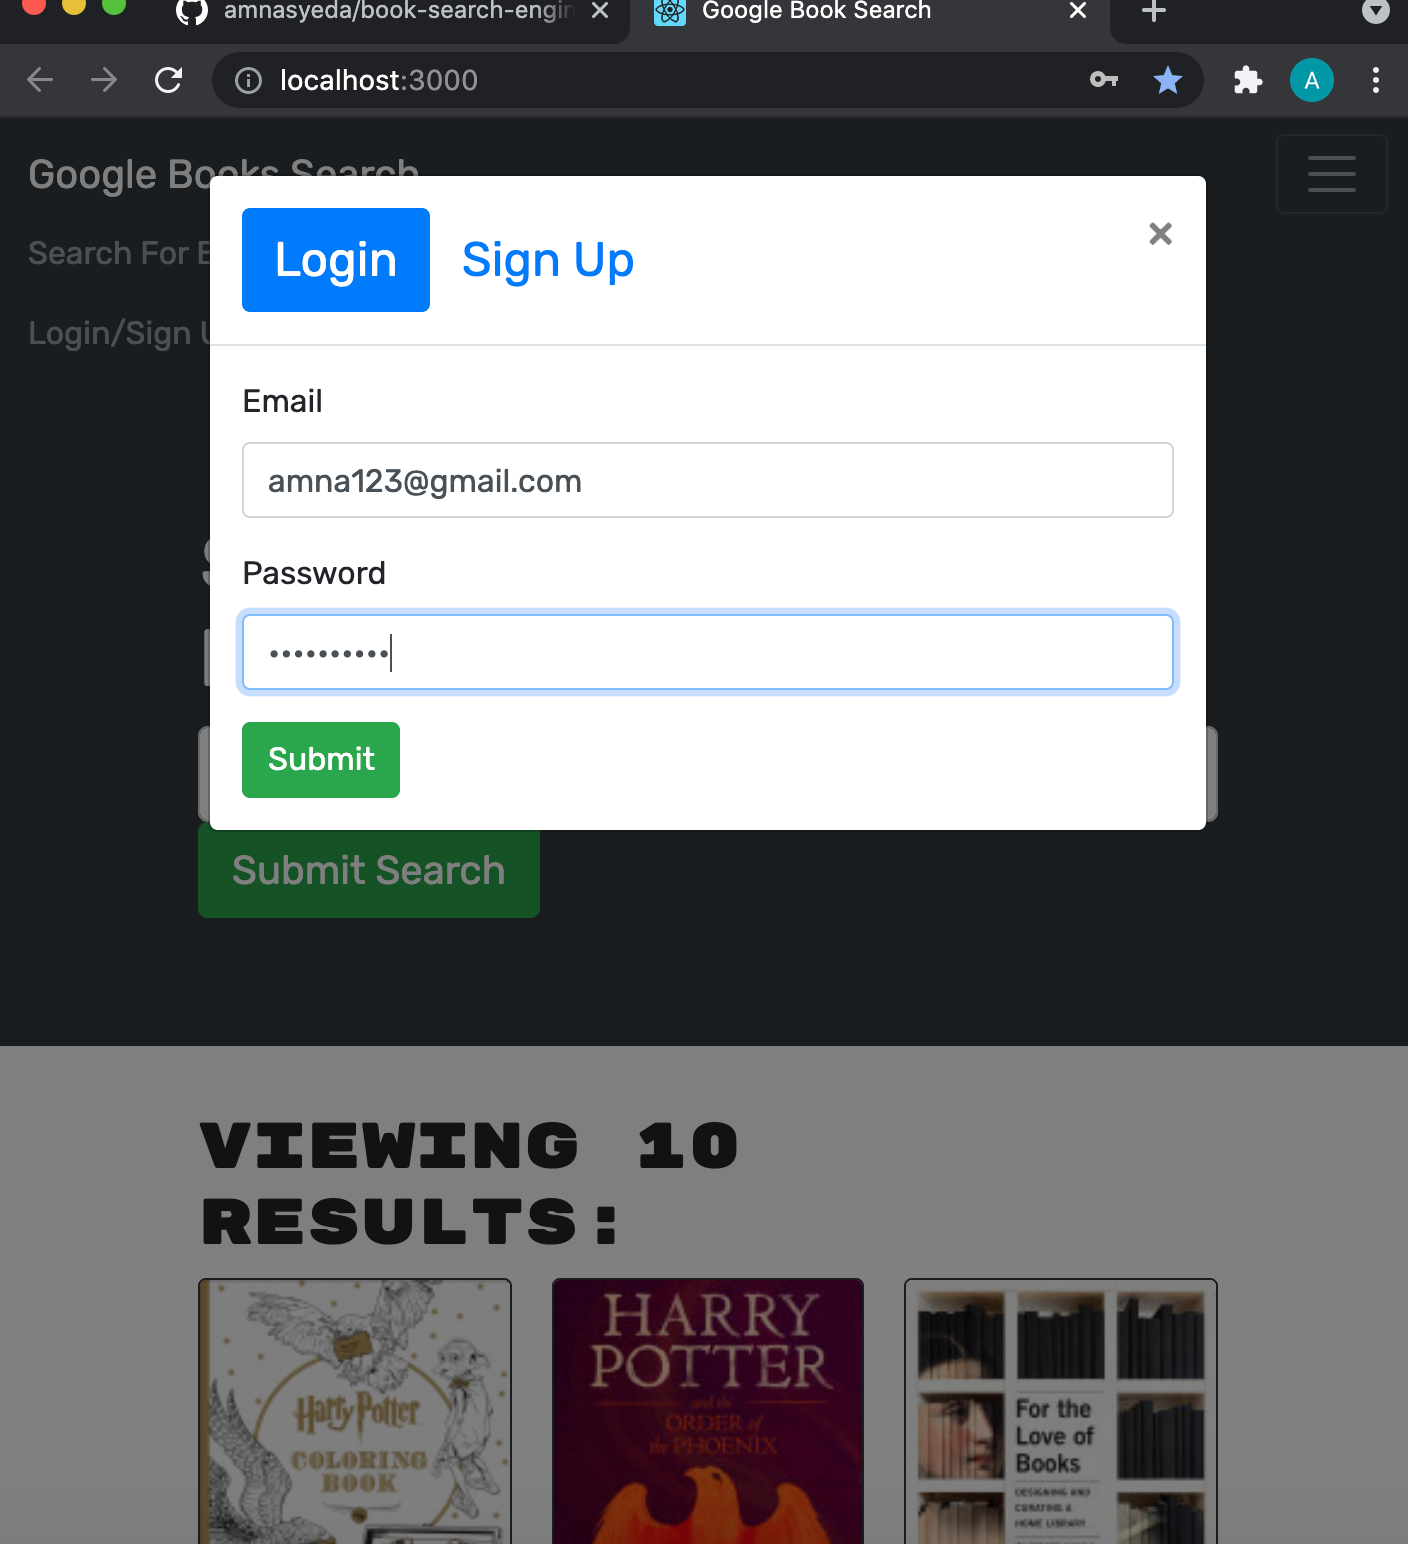 amnasyeda/book-search-engin
Google Book Search
localhost:3000
A
Google Books Search
Search For B
Login/Sign U
Login
Sign Up
×
Email
amna123@gmail.com
Password
••••••••••
Submit
Submit Search
VIEWING 10
RESULTS:
Harry Potter
COLORING
BOOK
HARRY
POTTER
and the
ORDER of
the PHOENIX
For the
Love of
Books
DESIGNING AND
CURATING A
HOME LIBRARY